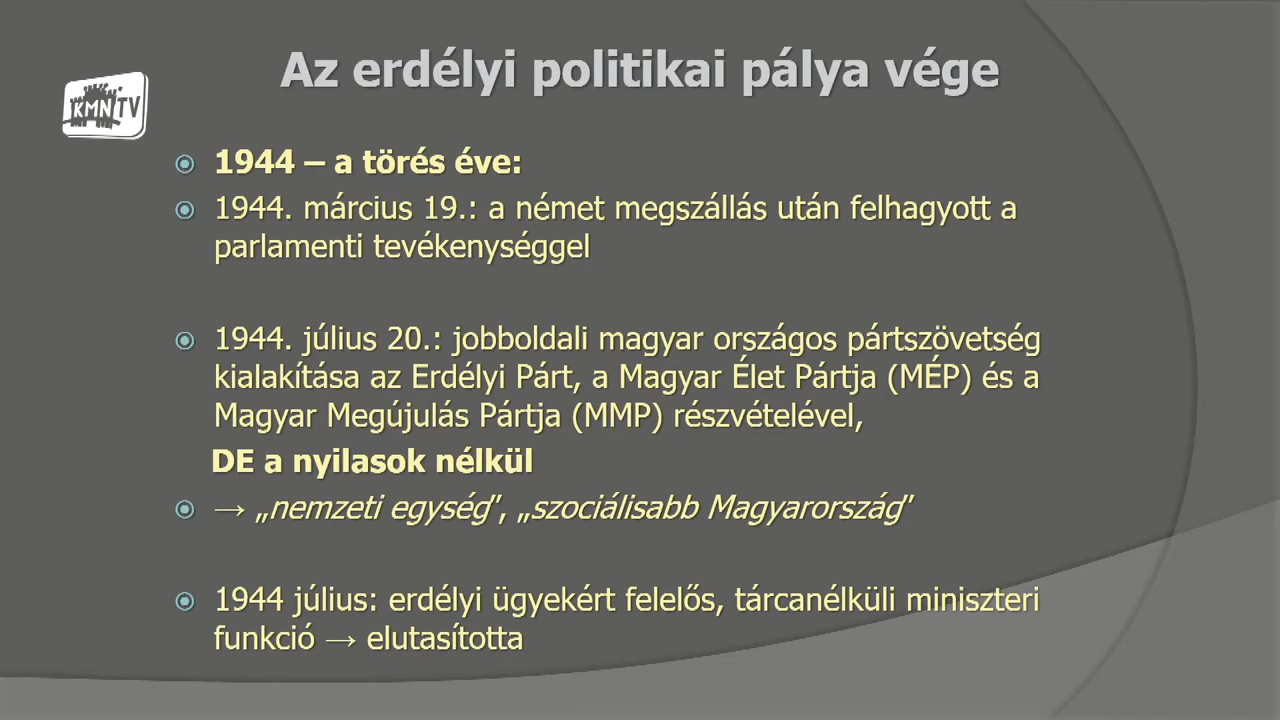 Az erdélyi politikai pálya vége
KMN TV
1944 – a törés éve:
1944. március 19.: a német megszállás után felhagyott a
parlamenti tevékenységgel
1944. július 20.: jobboldali magyar országos pártszövetség
kialakítása az Erdélyi Párt, a Magyar Élet Pártja (MÉP) és a
Magyar Megújulás Pártja (MMP) részvételével,
DE a nyilasok nélkül
→ „nemzeti egység”, „szociálisabb Magyarország”
1944 július: erdélyi ügyekért felelős, tárcanélküli miniszteri
funkció → elutasította